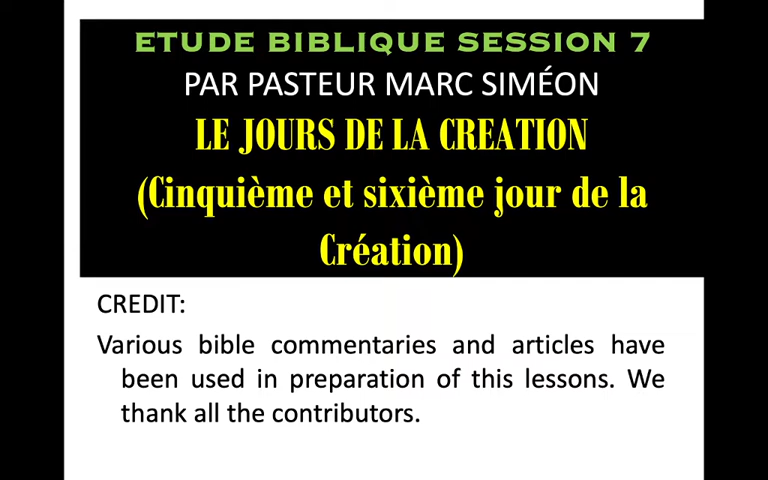 ETUDE BIBLIQUE SESSION 7
PAR PASTEUR MARC SIMÉON
LE JOURS DE LA CREATION
(Cinquième et sixième jour de la
Création)
CREDIT:
Various bible commentaries and articles have
been used in preparation of this lessons. We
thank all the contributors.